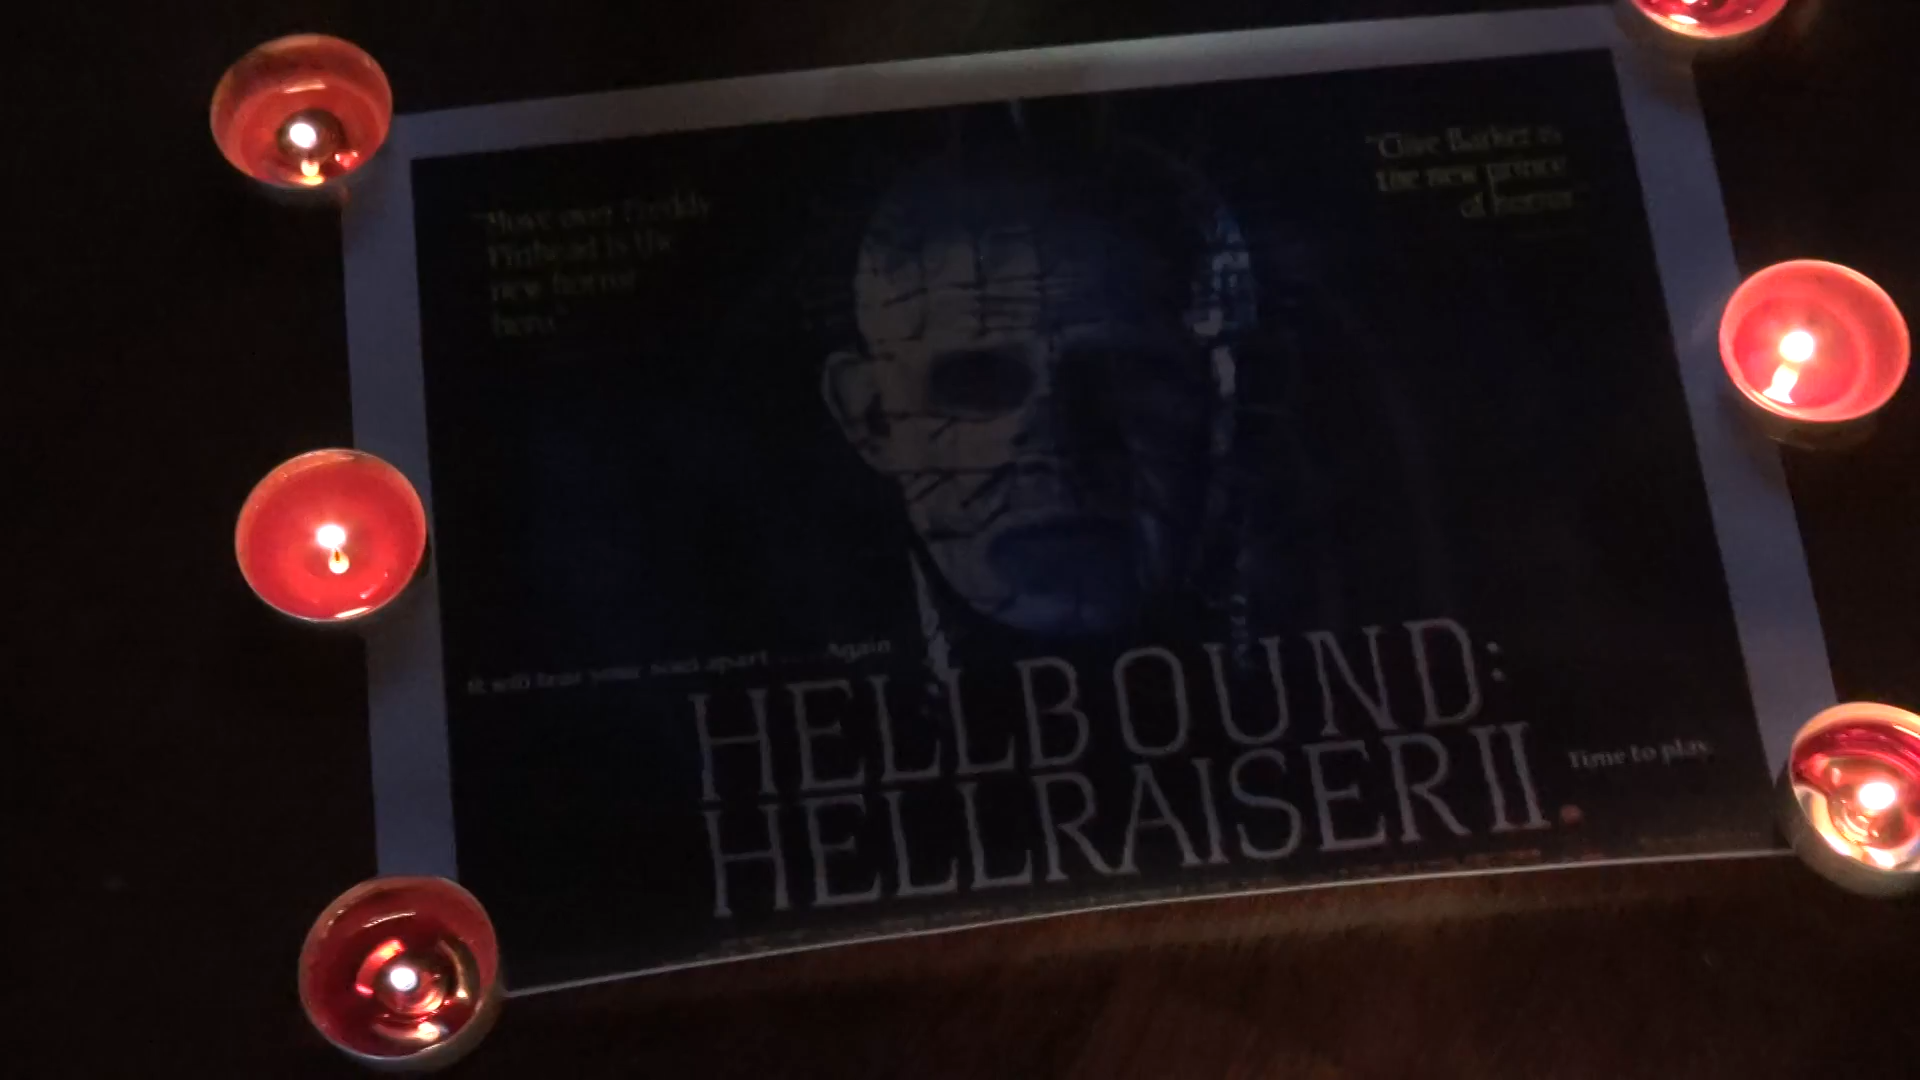 "Move over Freddy
Pinhead is the
new horror
hero"
"Clive Barker is
the new prince
of horror
It will tear your soul apart ..... Again
HELLBOUND:
HELLRAISER II
Time to play.